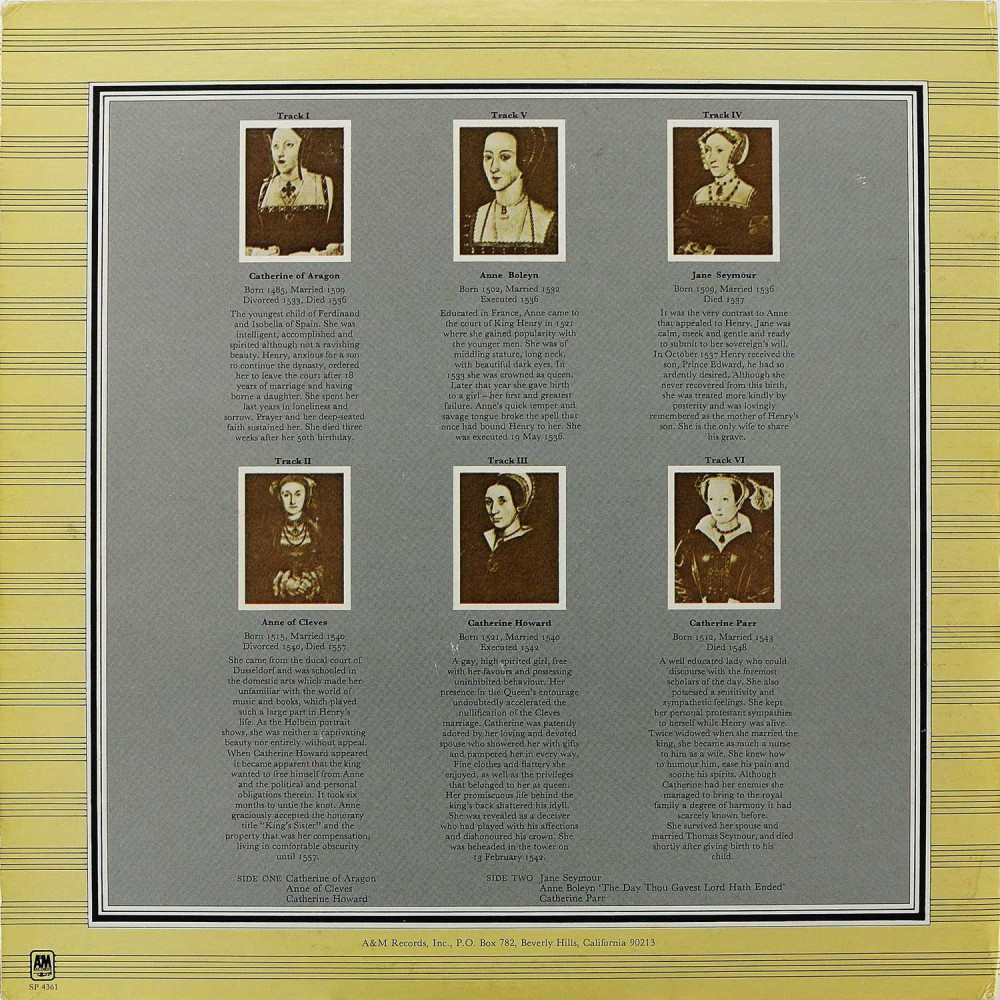 Track I
Catherine of Aragon
Born 1485, Married 1509
Divorced 1533, Died 1536
The youngest child of Ferdinand
and Isobella of Spain. She was
intelligent, accomplished and
spirited although not a ravishing
beauty. Henry, anxious for a son
to continue the dynasty, ordered
her to leave the court after 18
years of marriage and having
borne a daughter. She spent her
last years in loneliness and
sorrow. Prayer and her deep-seated
faith sustained her. She died three
weeks after her 50th birthday.
Track V
Anne Boleyn
Born 1502, Married 1532
Executed 1536
Educated in France, Anne came to
the court of King Henry in 1521
where she gained popularity with
the younger men. She was of
middling stature, long neck,
with beautiful dark eyes. In
1533 she was crowned as queen.
Later that year she gave birth
to a girl – her first and greatest
failure. Anne's quick temper and
savage tongue broke the spell that
once had bound Henry to her. She
was executed 19 May 1536.
Track IV
Jane Seymour
Born 1509, Married 1536
Died 1537
It was the very contrast to Anne
that appealed to Henry. Jane was
calm, meek and gentle and ready
to submit to her sovereign's will.
In October 1537 Henry received the
son, Prince Edward, he had so
ardently desired. Although she
never recovered from this birth,
she was treated more kindly by
posterity and was lovingly
remembered as the mother of Henry's
son. She is the only wife to share
his grave.
Track II
Anne of Cleves
Born 1515, Married 1540
Divorced 1540, Died 1557
She came from the ducal court of
Dusseldorf and was schooled in
the domestic arts which made her
unfamiliar with the world of
music and books, which played
such a large part in Henry's
life. As the Holbein portrait
shows, she was neither a captivating
beauty nor entirely without appeal.
When Catherine Howard appeared
it became apparent that the king
wanted to free himself from Anne
and the political and personal
obligations therein. It took six
months to untie the knot. Anne
graciously accepted the honorary
title "King's Sister" and the
property that was her compensation,
living in comfortable obscurity
until 1557.
Track III
Catherine Howard
Born 1521, Married 1540
Executed 1542
A gay, high spirited girl, free
with her favours and possessing
uninhibited behaviour. Her
presence in the Queen's entourage
undoubtedly accelerated the
nullification of the Cleves
marriage. Catherine was patently
adored by her loving and devoted
spouse who showered her with gifts
and pampered her in every way.
Fine clothes and flattery she
enjoyed, as well as the privileges
that belonged to her as queen.
Her promiscuous life behind the
king's back shattered his idyll.
She was revealed as a deceiver
who had played with his affections
and dishonoured his crown. She
was beheaded in the tower on
13 February 1542.
Track VI
Catherine Parr
Born 1512, Married 1543
Died 1548
A well educated lady who could
discourse with the foremost
scholars of the day. She also
possessed a sensitivity and
sympathetic feelings. She kept
her personal protestant sympathies
to herself while Henry was alive.
Twice widowed when she married the
king, she became as much a nurse
to him as a wife. She knew how
to humour him, ease his pain and
soothe his spirits. Although
Catherine had her enemies she
managed to bring to the royal
family a degree of harmony it had
scarcely known before.
She survived her spouse and
married Thomas Seymour, and died
shortly after giving birth to his
child.
SIDE ONE Catherine of Aragon
Anne of Cleves
Catherine Howard
SIDE TWO Jane Seymour
Anne Boleyn 'The Day Thou Gavest Lord Hath Ended'
Catherine Parr
A&M Records, Inc., P.O. Box 782, Beverly Hills, California 90213
A&M
SP 4361